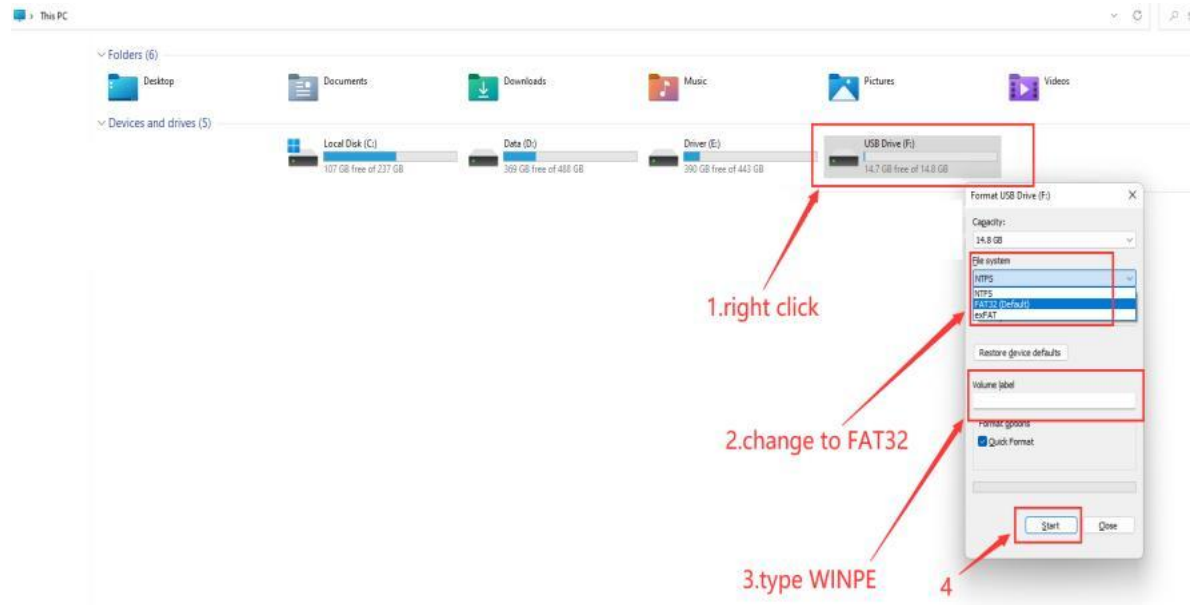 This PC
Folders (6)
Desktop
Documents
Downloads
Music
Pictures
Videos
Devices and drives (5)
Local Disk (C:)
107 GB free of 237 GB
Data (D:)
369 GB free of 488 GB
Driver (E:)
390 GB free of 443 GB
USB Drive (F:)
14.7 GB free of 14.8 GB
Format USB Drive (F:)
Capacity:
14.8 GB
File system
NTFS
NTFS
FAT32 (Default)
exFAT
Restore device defaults
Volume label
Format options
Quick Format
Start
Close
1.right click
2.change to FAT32
3.type WINPE
4